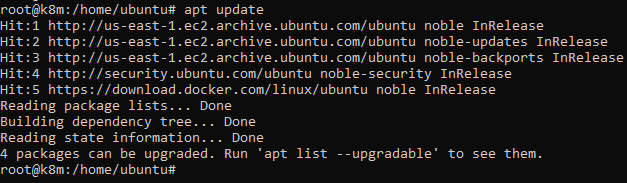 root@k8m:/home/ubuntu# apt update
Hit:1 http://us-east-1.ec2.archive.ubuntu.com/ubuntu noble InRelease
Hit:2 http://us-east-1.ec2.archive.ubuntu.com/ubuntu noble-updates InRelease
Hit:3 http://us-east-1.ec2.archive.ubuntu.com/ubuntu noble-backports InRelease
Hit:4 http://security.ubuntu.com/ubuntu noble-security InRelease
Hit:5 https://download.docker.com/linux/ubuntu noble InRelease
Reading package lists... Done
Building dependency tree... Done
Reading state information... Done
4 packages can be upgraded. Run 'apt list --upgradable' to see them.
root@k8m:/home/ubuntu#